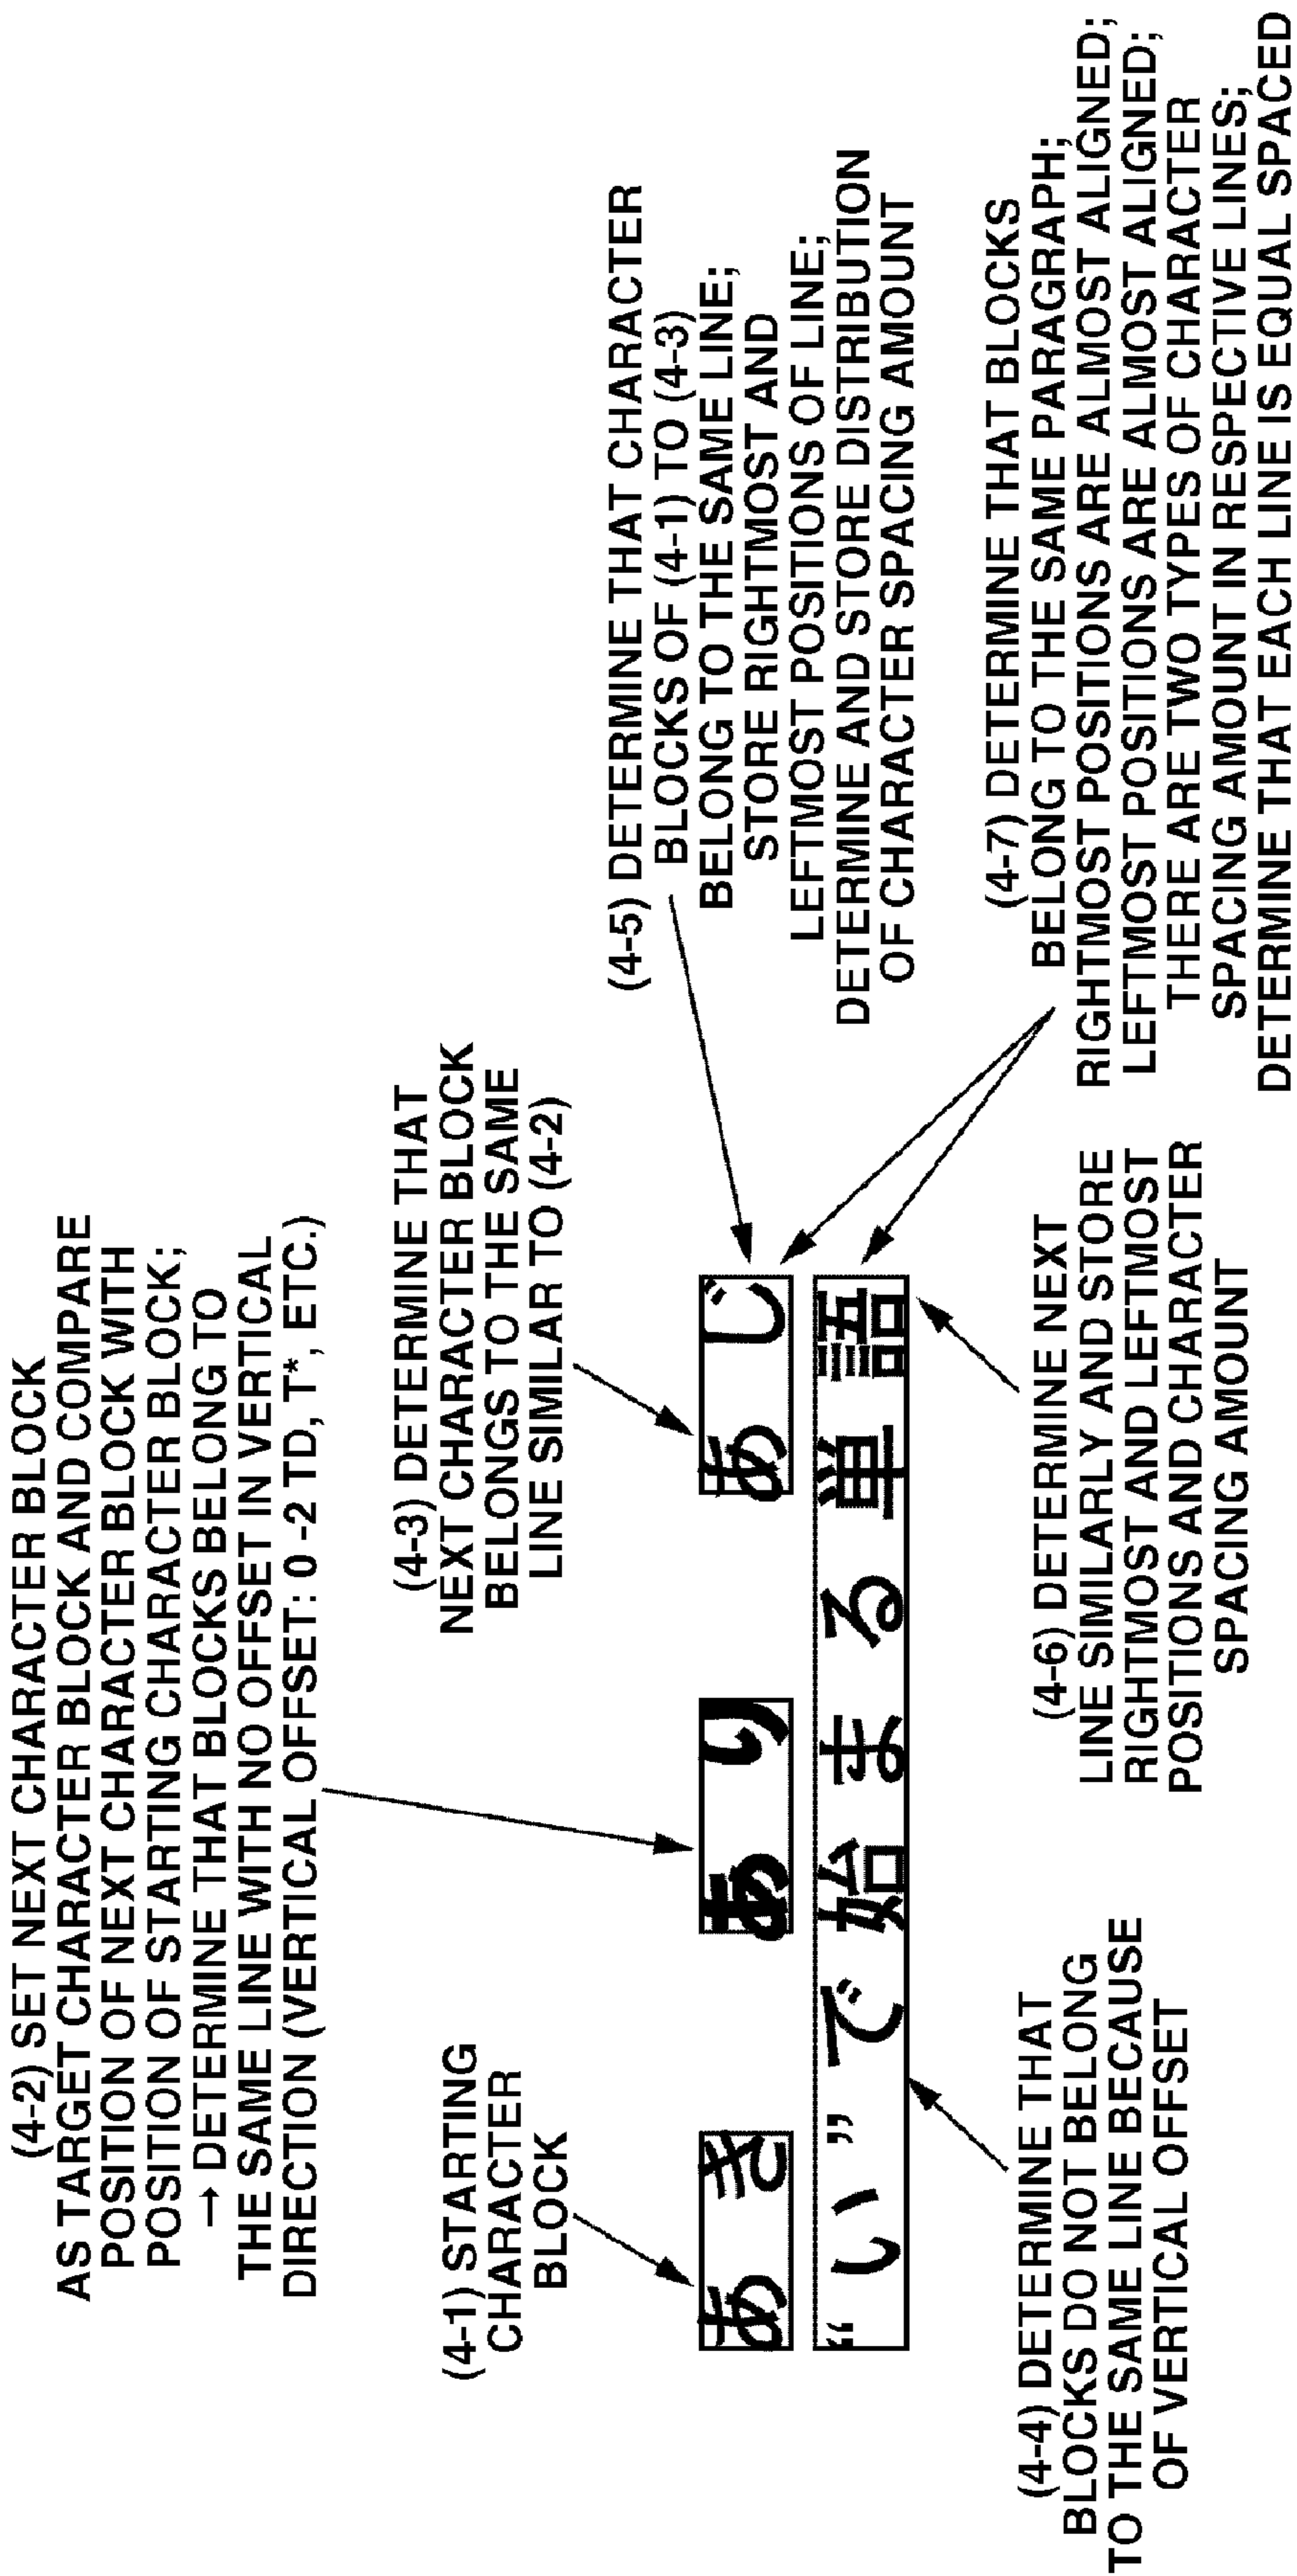 (4-2) SET NEXT CHARACTER BLOCK
AS TARGET CHARACTER BLOCK AND COMPARE
POSITION OF NEXT CHARACTER BLOCK WITH
POSITION OF STARTING CHARACTER BLOCK;
→ DETERMINE THAT BLOCKS BELONG TO
THE SAME LINE WITH NO OFFSET IN VERTICAL
DIRECTION (VERTICAL OFFSET: 0 -2 TD, T*, ETC.)
(4-1) STARTING
CHARACTER
BLOCK
(4-3) DETERMINE THAT
NEXT CHARACTER BLOCK
BELONGS TO THE SAME
LINE SIMILAR TO (4-2)
(4-5) DETERMINE THAT CHARACTER
BLOCKS OF (4-1) TO (4-3)
BELONG TO THE SAME LINE;
STORE RIGHTMOST AND
LEFTMOST POSITIONS OF LINE;
DETERMINE AND STORE DISTRIBUTION
OF CHARACTER SPACING AMOUNT
あき あり あじ
“い”で始まる単語
(4-4) DETERMINE THAT
BLOCKS DO NOT BELONG
TO THE SAME LINE BECAUSE
OF VERTICAL OFFSET
(4-6) DETERMINE NEXT
LINE SIMILARLY AND STORE
RIGHTMOST AND LEFTMOST
POSITIONS AND CHARACTER
SPACING AMOUNT
(4-7) DETERMINE THAT BLOCKS
BELONG TO THE SAME PARAGRAPH;
RIGHTMOST POSITIONS ARE ALMOST ALIGNED;
LEFTMOST POSITIONS ARE ALMOST ALIGNED;
THERE ARE TWO TYPES OF CHARACTER
SPACING AMOUNT IN RESPECTIVE LINES;
DETERMINE THAT EACH LINE IS EQUAL SPACED